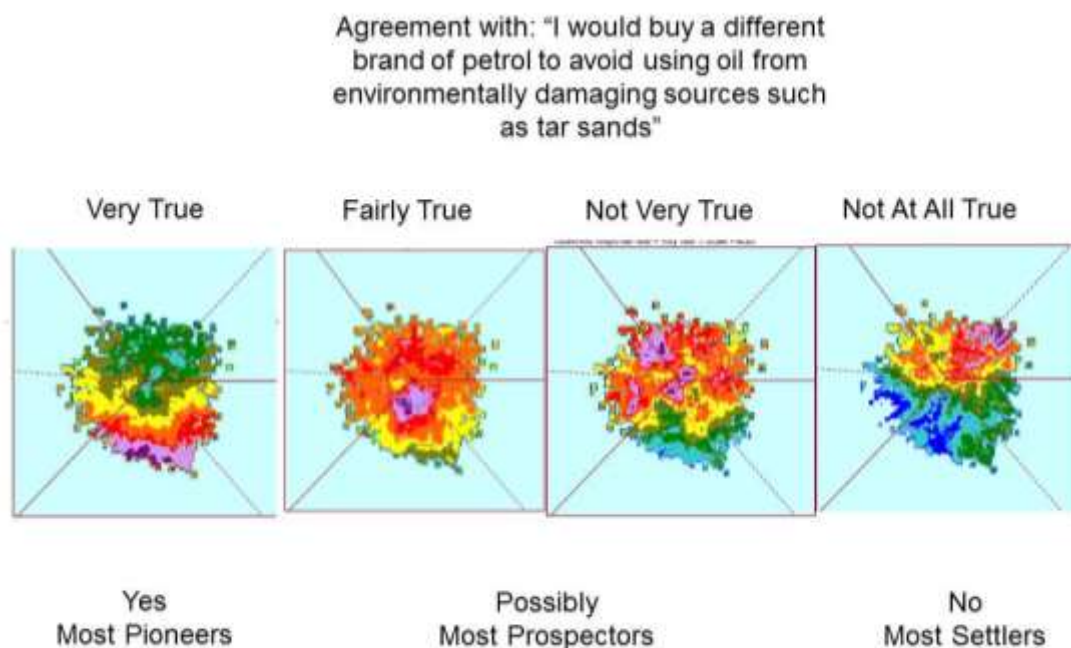 Agreement with: “I would buy a different
brand of petrol to avoid using oil from
environmentally damaging sources such
as tar sands”
Very True
Fairly True
Not Very True
Not At All True
Yes
Most Pioneers
Possibly
Most Prospectors
No
Most Settlers